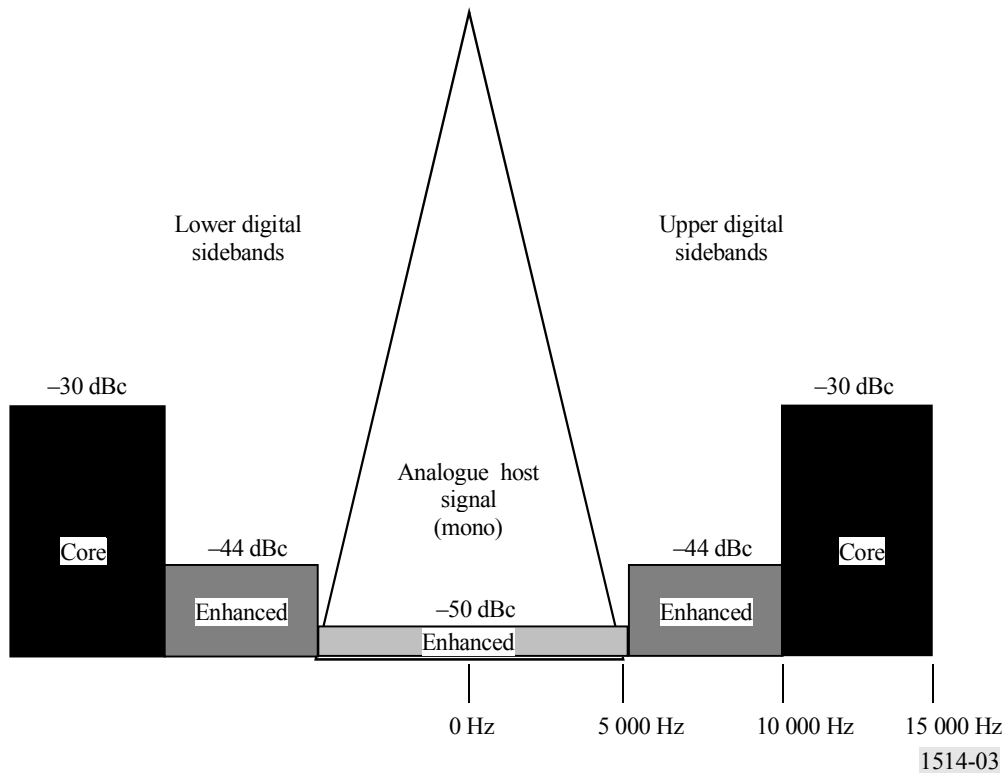 Lower digital
sidebands
Upper digital
sidebands
–30 dBc
–30 dBc
Analogue host
signal
(mono)
Core
–44 dBc
–44 dBc
Core
Enhanced
–50 dBc
Enhanced
Enhanced
0 Hz
5 000 Hz
10 000 Hz
15 000 Hz
1514-03